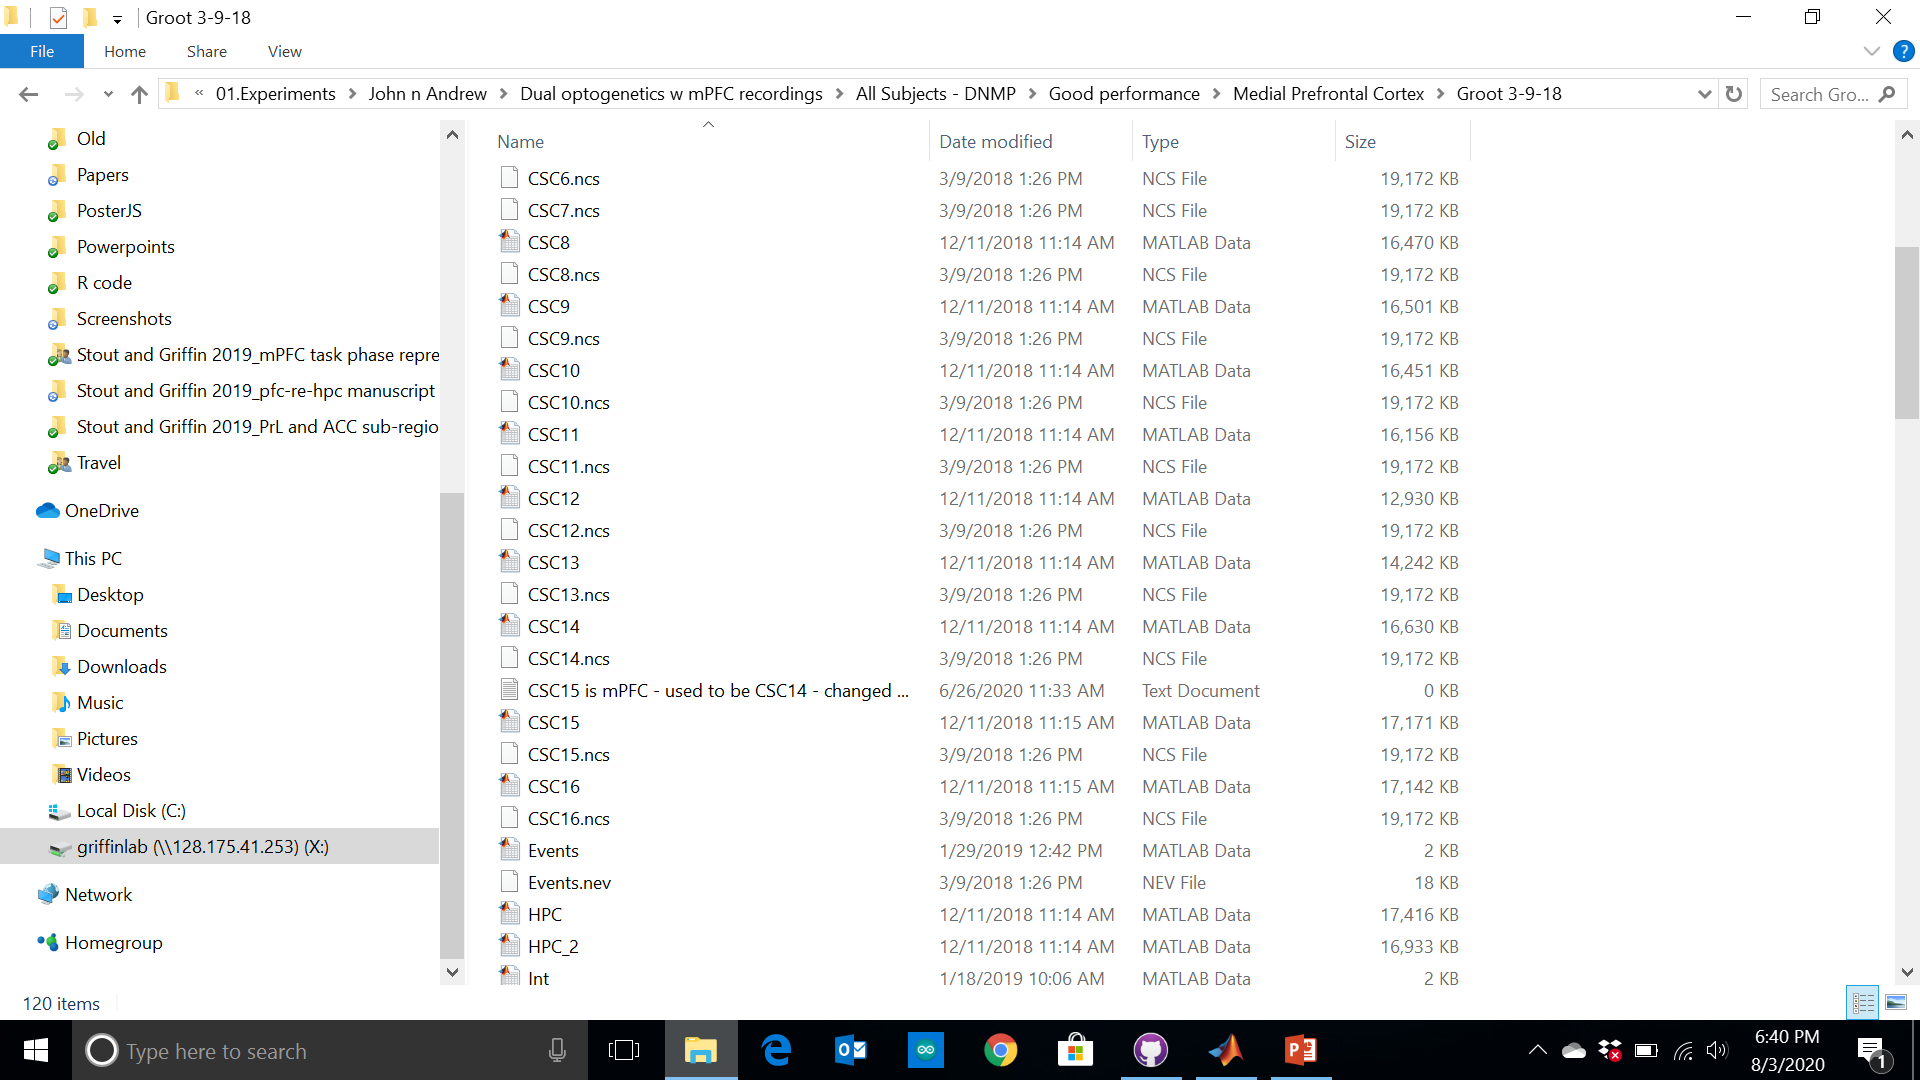 Groot 3-9-18
File Home Share View
« 01.Experiments John n Andrew Dual optogenetics w mPFC recordings All Subjects - DNMP Good performance Medial Prefrontal Cortex Groot 3-9-18 Search Gro...
Old
Papers
PosterJS
Powerpoints
R code
Screenshots
Stout and Griffin 2019_mPFC task phase repre
Stout and Griffin 2019_pfc-re-hpc manuscript
Stout and Griffin 2019_PrL and ACC sub-regio
Travel
OneDrive
This PC
Desktop
Documents
Downloads
Music
Pictures
Videos
Local Disk (C:)
griffinlab (\\128.175.41.253) (X:)
Network
Homegroup
Name Date modified Type Size
CSC6.ncs 3/9/2018 1:26 PM NCS File 19,172 KB
CSC7.ncs 3/9/2018 1:26 PM NCS File 19,172 KB
CSC8 12/11/2018 11:14 AM MATLAB Data 16,470 KB
CSC8.ncs 3/9/2018 1:26 PM NCS File 19,172 KB
CSC9 12/11/2018 11:14 AM MATLAB Data 16,501 KB
CSC9.ncs 3/9/2018 1:26 PM NCS File 19,172 KB
CSC10 12/11/2018 11:14 AM MATLAB Data 16,451 KB
CSC10.ncs 3/9/2018 1:26 PM NCS File 19,172 KB
CSC11 12/11/2018 11:14 AM MATLAB Data 16,156 KB
CSC11.ncs 3/9/2018 1:26 PM NCS File 19,172 KB
CSC12 12/11/2018 11:14 AM MATLAB Data 12,930 KB
CSC12.ncs 3/9/2018 1:26 PM NCS File 19,172 KB
CSC13 12/11/2018 11:14 AM MATLAB Data 14,242 KB
CSC13.ncs 3/9/2018 1:26 PM NCS File 19,172 KB
CSC14 12/11/2018 11:14 AM MATLAB Data 16,630 KB
CSC14.ncs 3/9/2018 1:26 PM NCS File 19,172 KB
CSC15 is mPFC - used to be CSC14 - changed ... 6/26/2020 11:33 AM Text Document 0 KB
CSC15 12/11/2018 11:15 AM MATLAB Data 17,171 KB
CSC15.ncs 3/9/2018 1:26 PM NCS File 19,172 KB
CSC16 12/11/2018 11:15 AM MATLAB Data 17,142 KB
CSC16.ncs 3/9/2018 1:26 PM NCS File 19,172 KB
Events 1/29/2019 12:42 PM MATLAB Data 2 KB
Events.nev 3/9/2018 1:26 PM NEV File 18 KB
HPC 12/11/2018 11:14 AM MATLAB Data 17,416 KB
HPC_2 12/11/2018 11:14 AM MATLAB Data 16,933 KB
Int 1/18/2019 10:06 AM MATLAB Data 2 KB
120 items
Type here to search
6:40 PM
8/3/2020
1